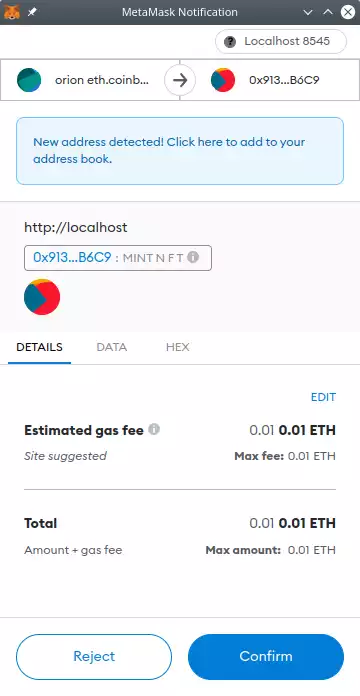 MetaMask Notification
Localhost 8545
orion eth.coinb...
0x913...B6C9
New address detected! Click here to add to your
address book.
http://localhost
0x913...B6C9 : MINT N F T
DETAILS DATA HEX
EDIT
Estimated gas fee 0.01 0.01 ETH
Site suggested Max fee: 0.01 ETH
Total 0.01 0.01 ETH
Amount + gas fee Max amount: 0.01 ETH
Reject Confirm